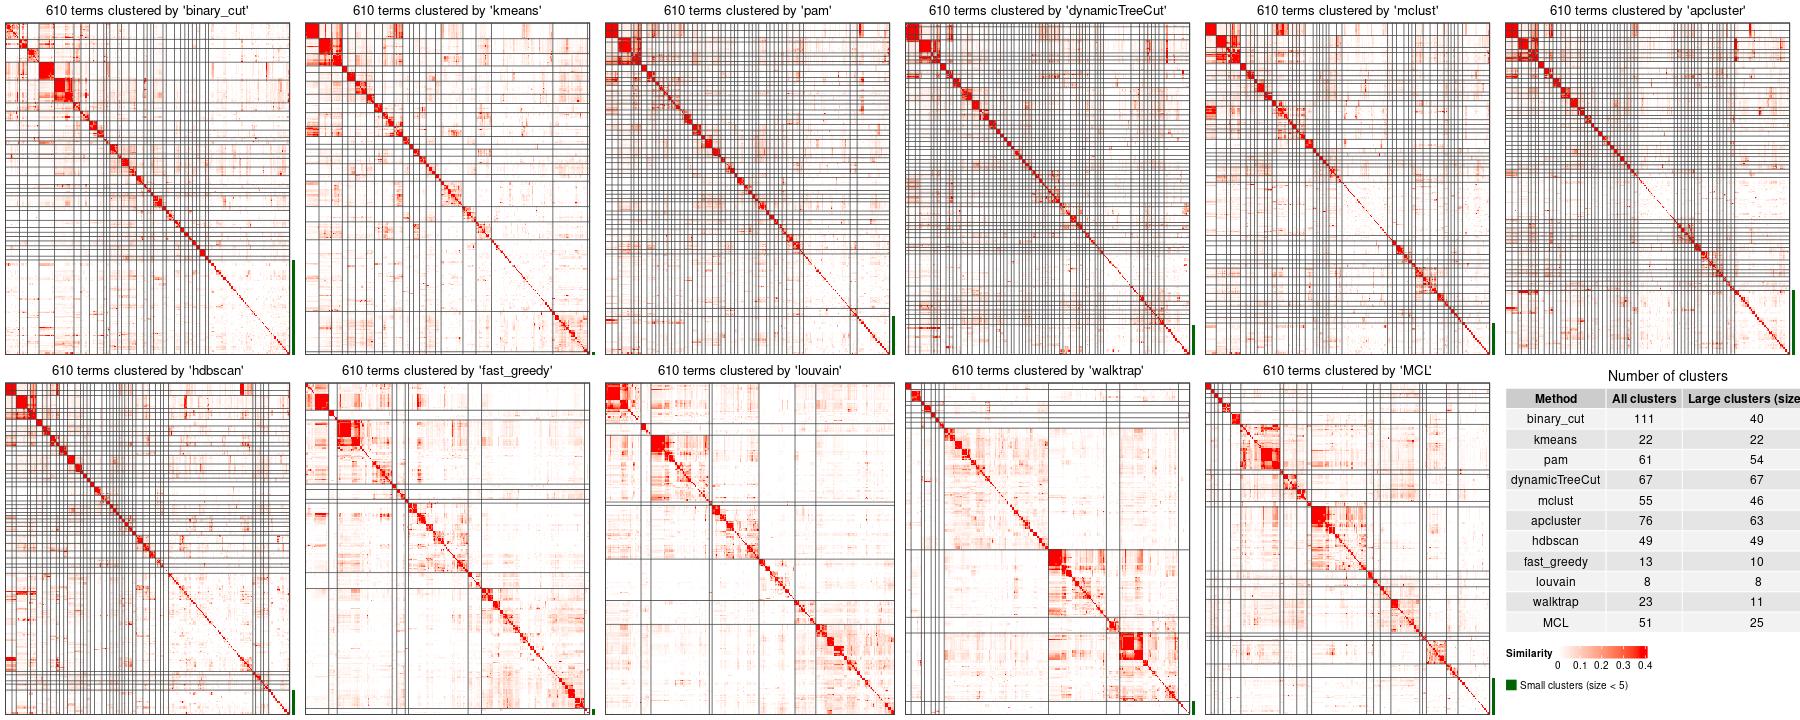 610 terms clustered by 'binary_cut'
610 terms clustered by 'kmeans'
610 terms clustered by 'pam'
610 terms clustered by 'dynamicTreeCut'
610 terms clustered by 'mclust'
610 terms clustered by 'apcluster'
610 terms clustered by 'hdbscan'
610 terms clustered by 'fast_greedy'
610 terms clustered by 'louvain'
610 terms clustered by 'walktrap'
610 terms clustered by 'MCL'
Number of clusters
Method All clusters Large clusters (size
binary_cut 111 40
kmeans 22 22
pam 61 54
dynamicTreeCut 67 67
mclust 55 46
apcluster 76 63
hdbscan 49 49
fast_greedy 13 10
louvain 8 8
walktrap 23 11
MCL 51 25
Similarity
0 0.1 0.2 0.3 0.4
Small clusters (size < 5)